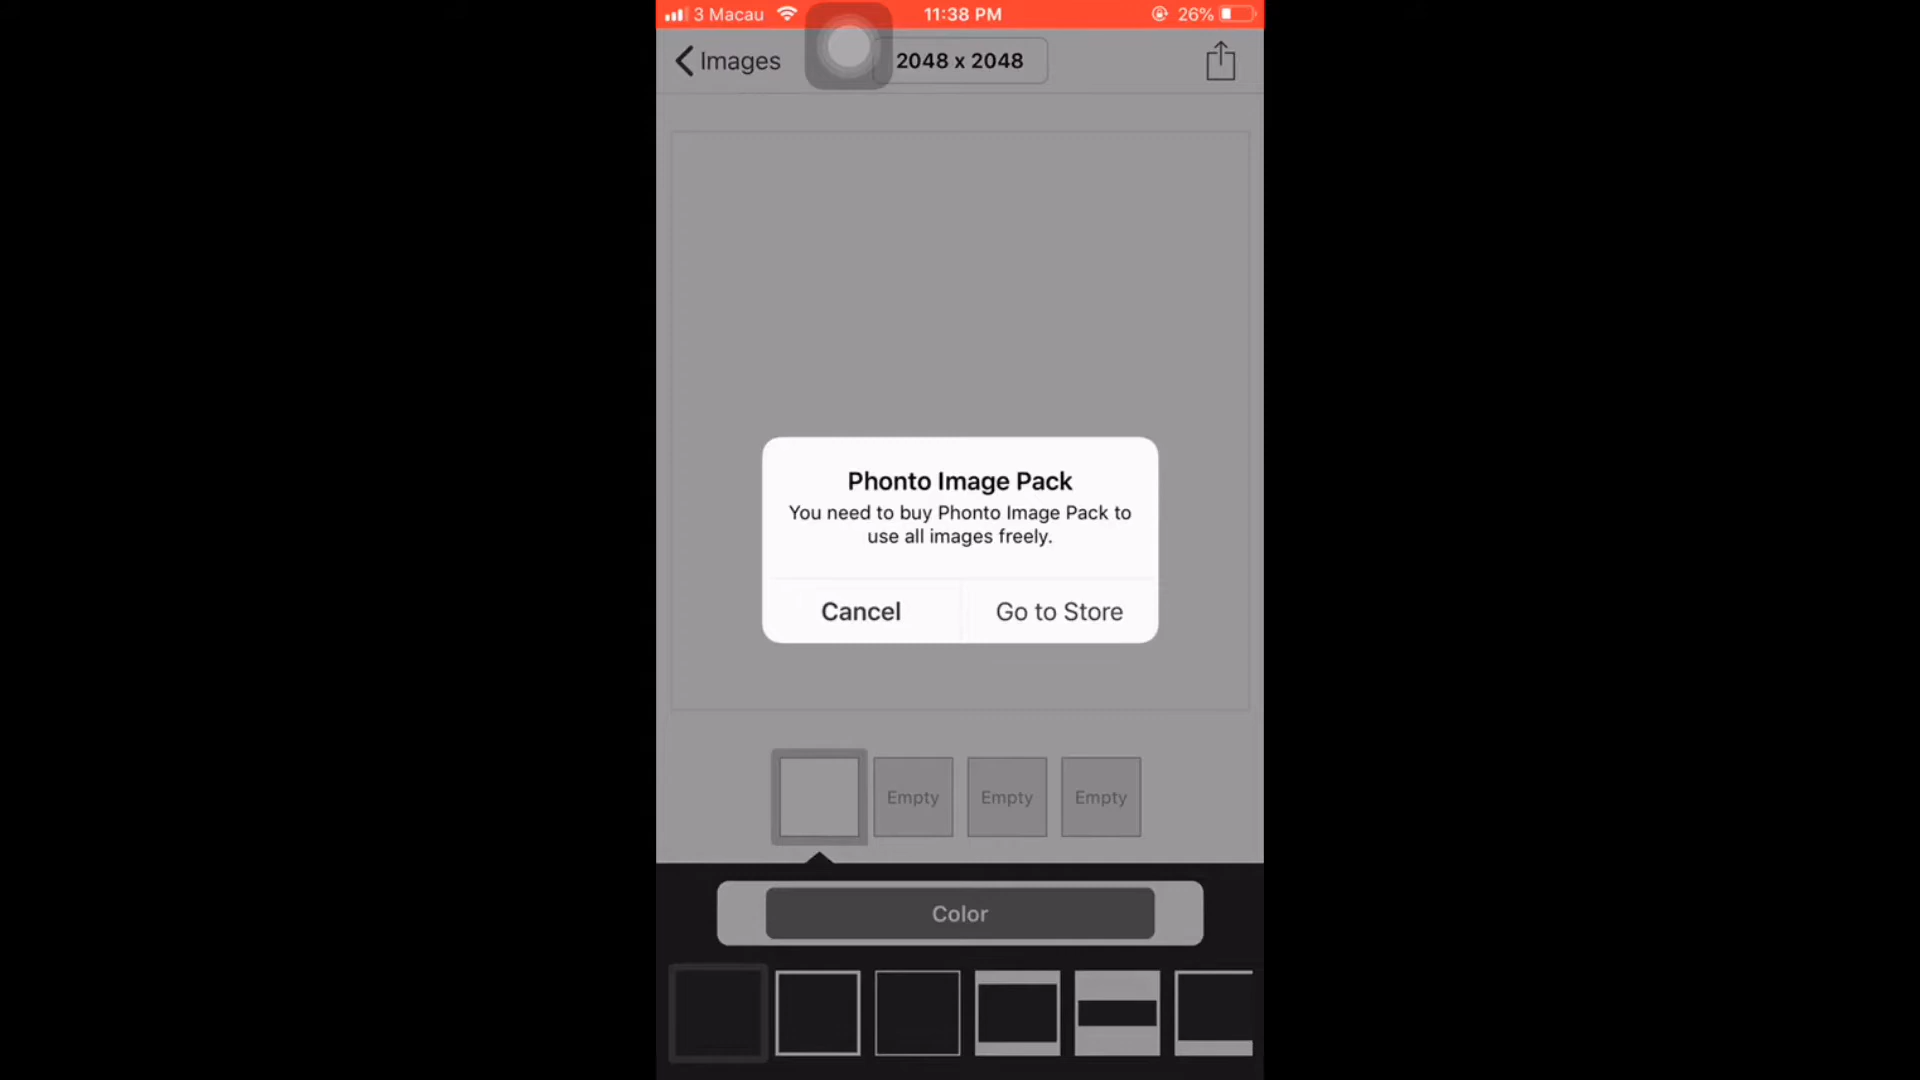 3 Macau 11:38 PM 26%
Images 2048 x 2048
Phonto Image Pack
You need to buy Phonto Image Pack to
use all images freely.
Cancel Go to Store
Empty Empty Empty
Color